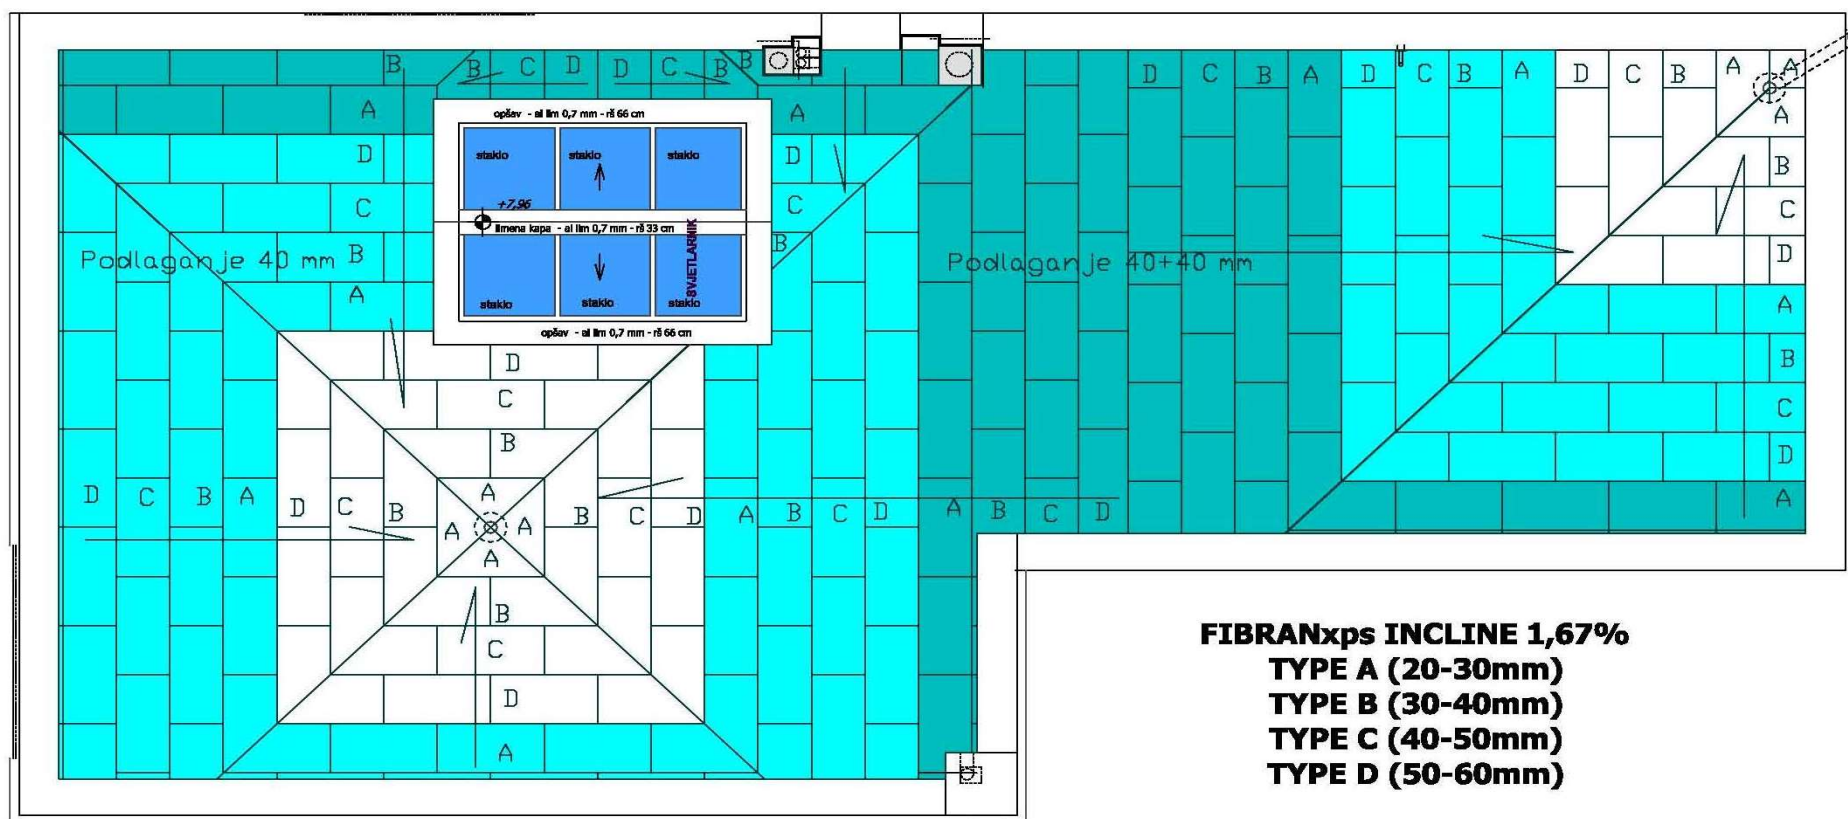 B B C D D C B B D C B A D C B A D C B A A
opšav - al lim 0,7 mm - rš 66 cm
A A A
staklo staklo staklo
D D B
+7,96
C C C
limena kapa - al lim 0,7 mm - rš 33 cm
SVJETLARNIK
Podlaganje 40 mm B B Podlaganje 40+40 mm D
A A
staklo staklo staklo
opšav - al lim 0,7 mm - rš 66 cm
D B
C C
B D
D C B A D C B A B C D A B C D A B C D A
A A
A
B
C
D
A
FIBRANxps INCLINE 1,67%
TYPE A (20-30mm)
TYPE B (30-40mm)
TYPE C (40-50mm)
TYPE D (50-60mm)